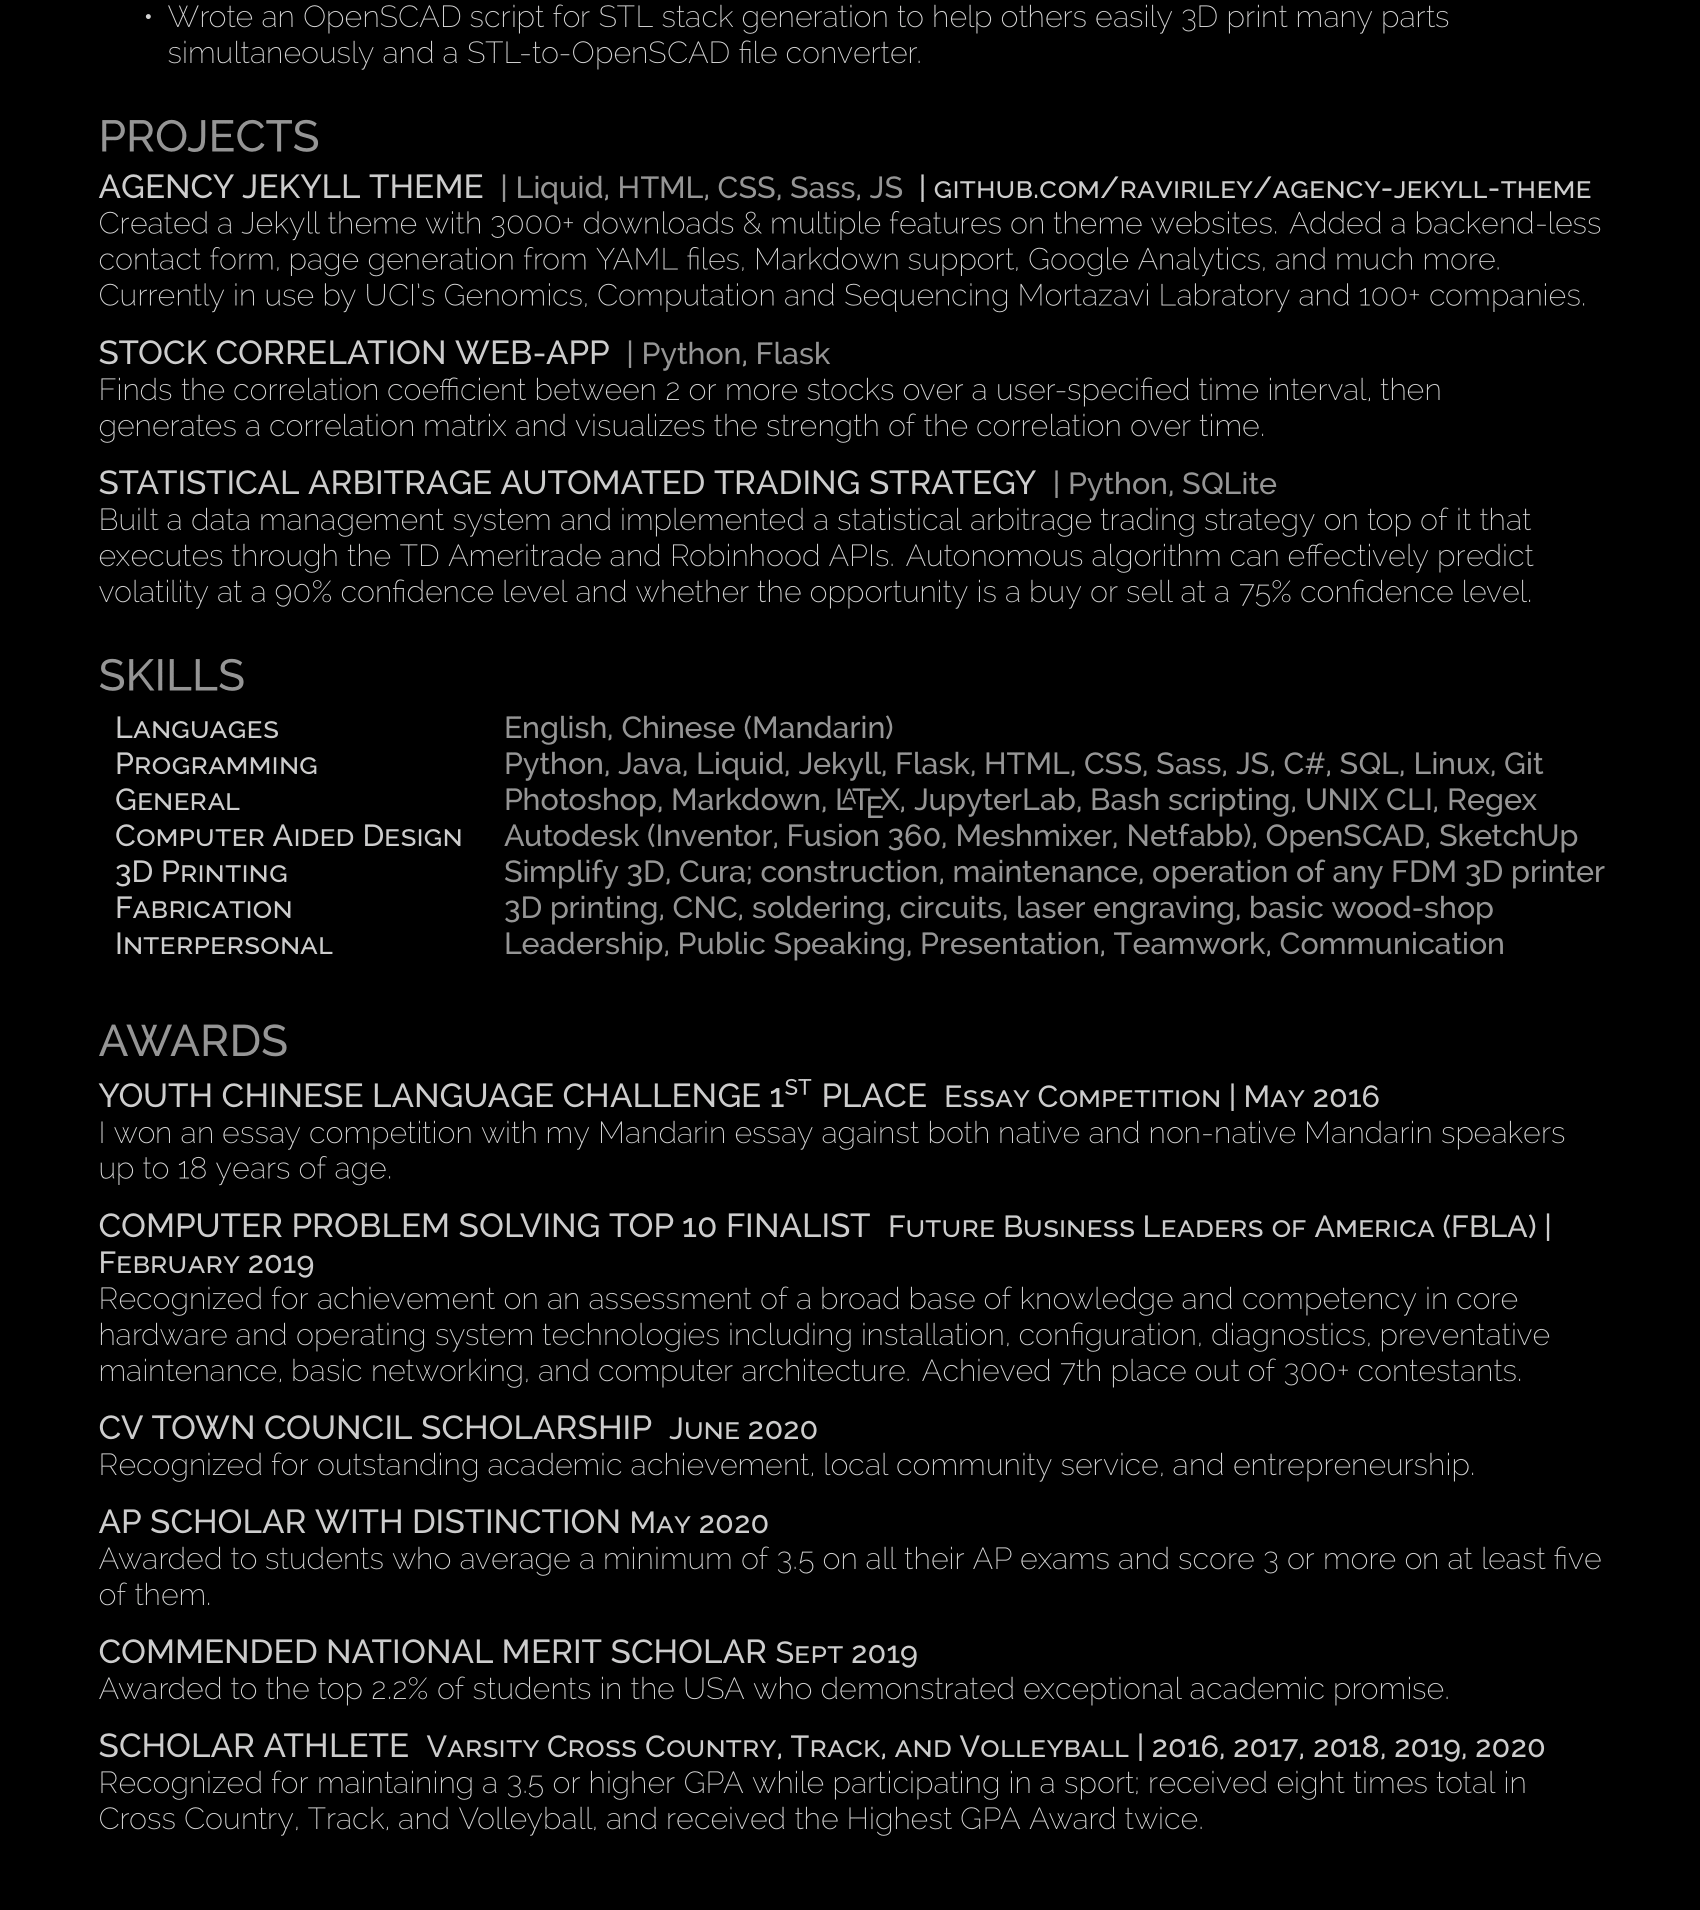 • Wrote an OpenSCAD script for STL stack generation to help others easily 3D print many parts
simultaneously and a STL-to-OpenSCAD file converter.
PROJECTS
AGENCY JEKYLL THEME | Liquid, HTML, CSS, Sass, JS | GITHUB.COM/RAVIRILEY/AGENCY-JEKYLL-THEME
Created a Jekyll theme with 3000+ downloads & multiple features on theme websites. Added a backend-less
contact form, page generation from YAML files, Markdown support, Google Analytics, and much more.
Currently in use by UCI's Genomics, Computation and Sequencing Mortazavi Labratory and 100+ companies.
STOCK CORRELATION WEB-APP | Python, Flask
Finds the correlation coefficient between 2 or more stocks over a user-specified time interval, then
generates a correlation matrix and visualizes the strength of the correlation over time.
STATISTICAL ARBITRAGE AUTOMATED TRADING STRATEGY | Python, SQLite
Built a data management system and implemented a statistical arbitrage trading strategy on top of it that
executes through the TD Ameritrade and Robinhood APIs. Autonomous algorithm can effectively predict
volatility at a 90% confidence level and whether the opportunity is a buy or sell at a 75% confidence level.
SKILLS
Languages English, Chinese (Mandarin)
Programming Python, Java, Liquid, Jekyll, Flask, HTML, CSS, Sass, JS, C#, SQL, Linux, Git
General Photoshop, Markdown, LATEX, JupyterLab, Bash scripting, UNIX CLI, Regex
Computer Aided Design Autodesk (Inventor, Fusion 360, Meshmixer, Netfabb), OpenSCAD, SketchUp
3D Printing Simplify 3D, Cura; construction, maintenance, operation of any FDM 3D printer
Fabrication 3D printing, CNC, soldering, circuits, laser engraving, basic wood-shop
Interpersonal Leadership, Public Speaking, Presentation, Teamwork, Communication
AWARDS
YOUTH CHINESE LANGUAGE CHALLENGE 1ST PLACE Essay Competition | May 2016
I won an essay competition with my Mandarin essay against both native and non-native Mandarin speakers
up to 18 years of age.
COMPUTER PROBLEM SOLVING TOP 10 FINALIST Future Business Leaders of America (FBLA) |
February 2019
Recognized for achievement on an assessment of a broad base of knowledge and competency in core
hardware and operating system technologies including installation, configuration, diagnostics, preventative
maintenance, basic networking, and computer architecture. Achieved 7th place out of 300+ contestants.
CV TOWN COUNCIL SCHOLARSHIP June 2020
Recognized for outstanding academic achievement, local community service, and entrepreneurship.
AP SCHOLAR WITH DISTINCTION May 2020
Awarded to students who average a minimum of 3.5 on all their AP exams and score 3 or more on at least five
of them.
COMMENDED NATIONAL MERIT SCHOLAR Sept 2019
Awarded to the top 2.2% of students in the USA who demonstrated exceptional academic promise.
SCHOLAR ATHLETE Varsity Cross Country, Track, and Volleyball | 2016, 2017, 2018, 2019, 2020
Recognized for maintaining a 3.5 or higher GPA while participating in a sport; received eight times total in
Cross Country, Track, and Volleyball, and received the Highest GPA Award twice.